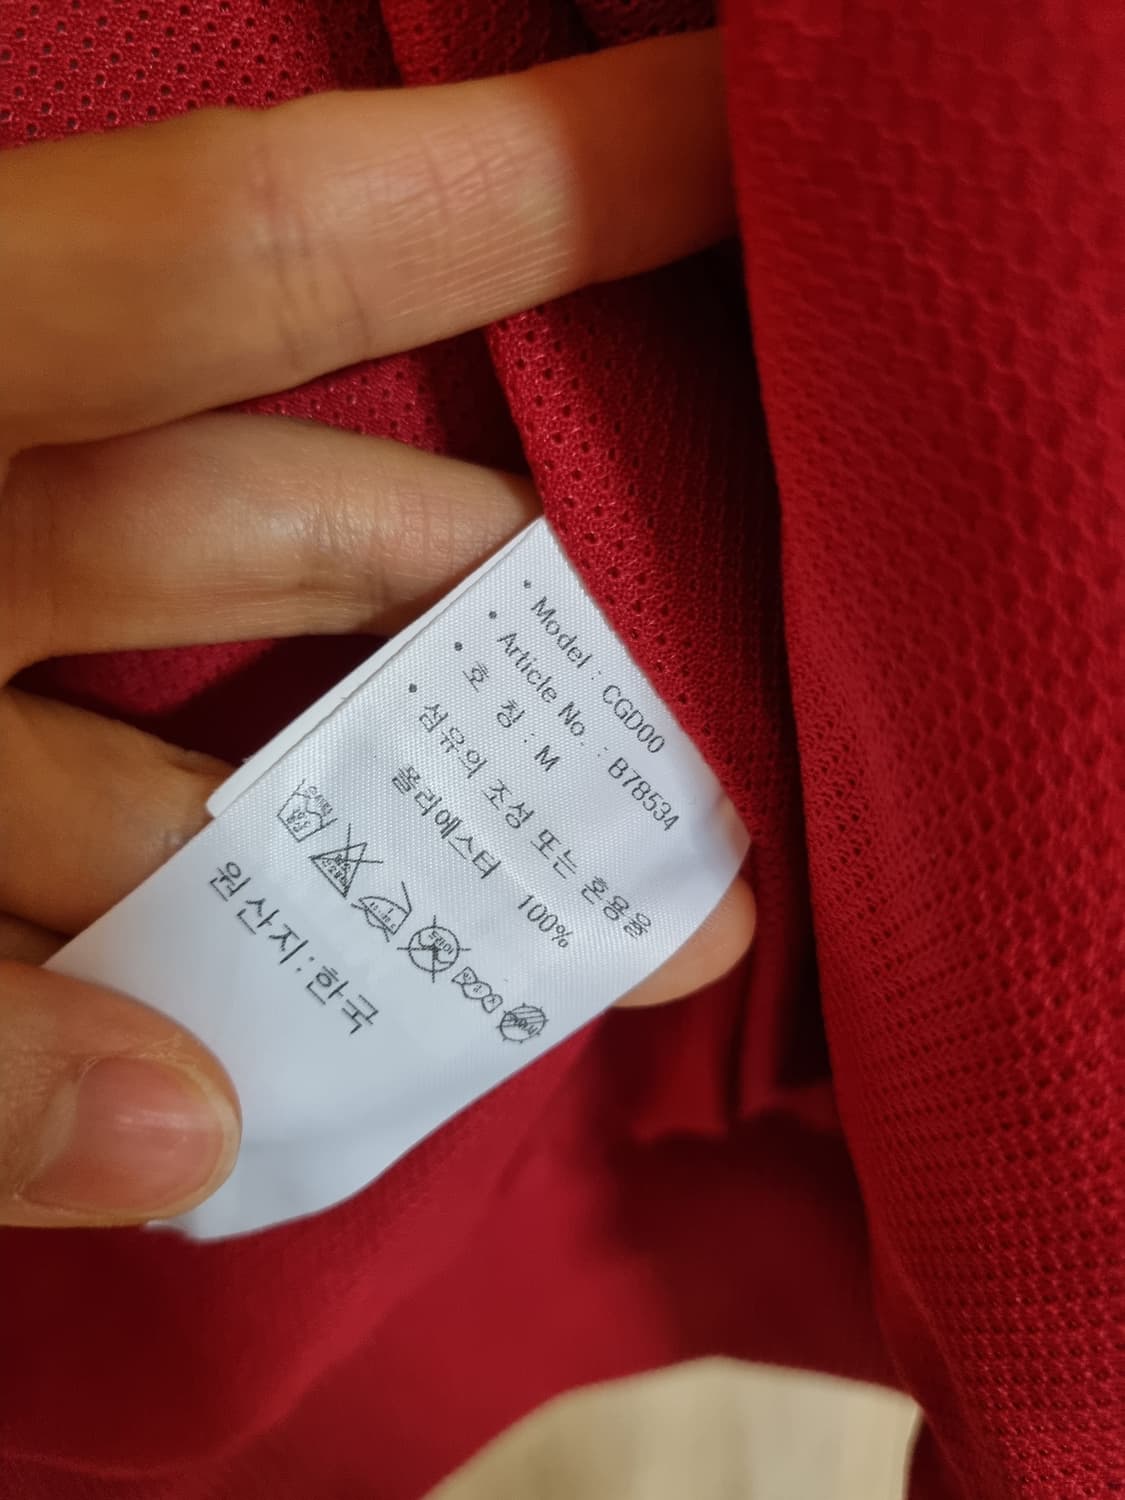 • Model : CGD00
• Article No. : B78534
• 호 칭 : M
• 섬유의 조성 또는 혼용율
폴리에스터 100%
원산지:한국